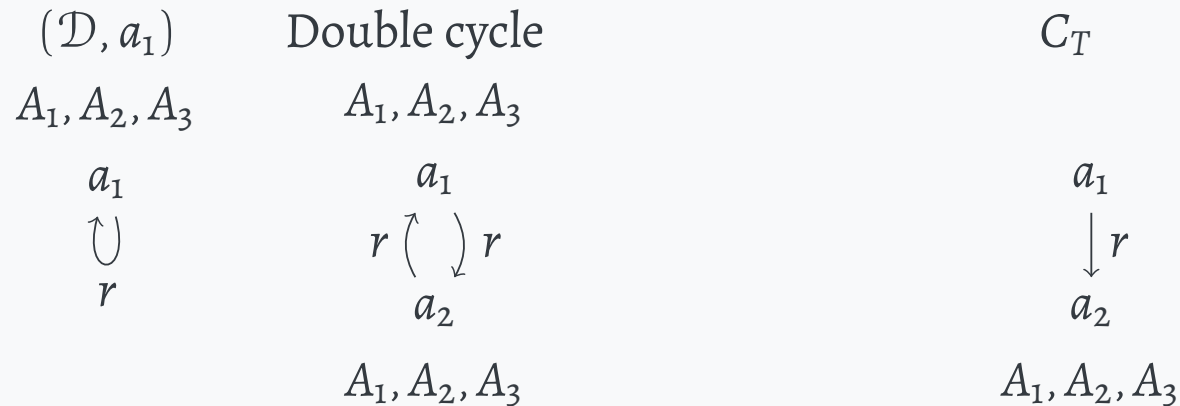 (𝒟, a₁) Double cycle C_T
A₁, A₂, A₃ A₁, A₂, A₃
a₁ a₁ a₁
r r r
r
a₂ a₂
A₁, A₂, A₃ A₁, A₂, A₃